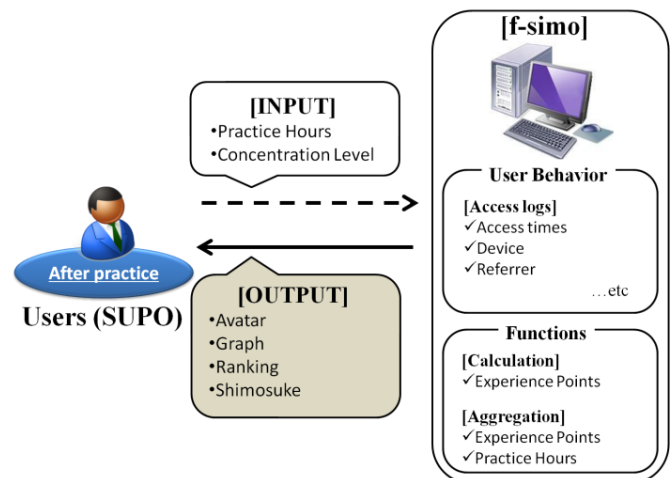 [f-simo]
[INPUT]
•Practice Hours
•Concentration Level
After practice
Users (SUPO)
[OUTPUT]
•Avatar
•Graph
•Ranking
•Shimosuke
User Behavior
[Access logs]
✓Access times
✓Device
✓Referrer
...etc
Functions
[Calculation]
✓Experience Points
[Aggregation]
✓Experience Points
✓Practice Hours